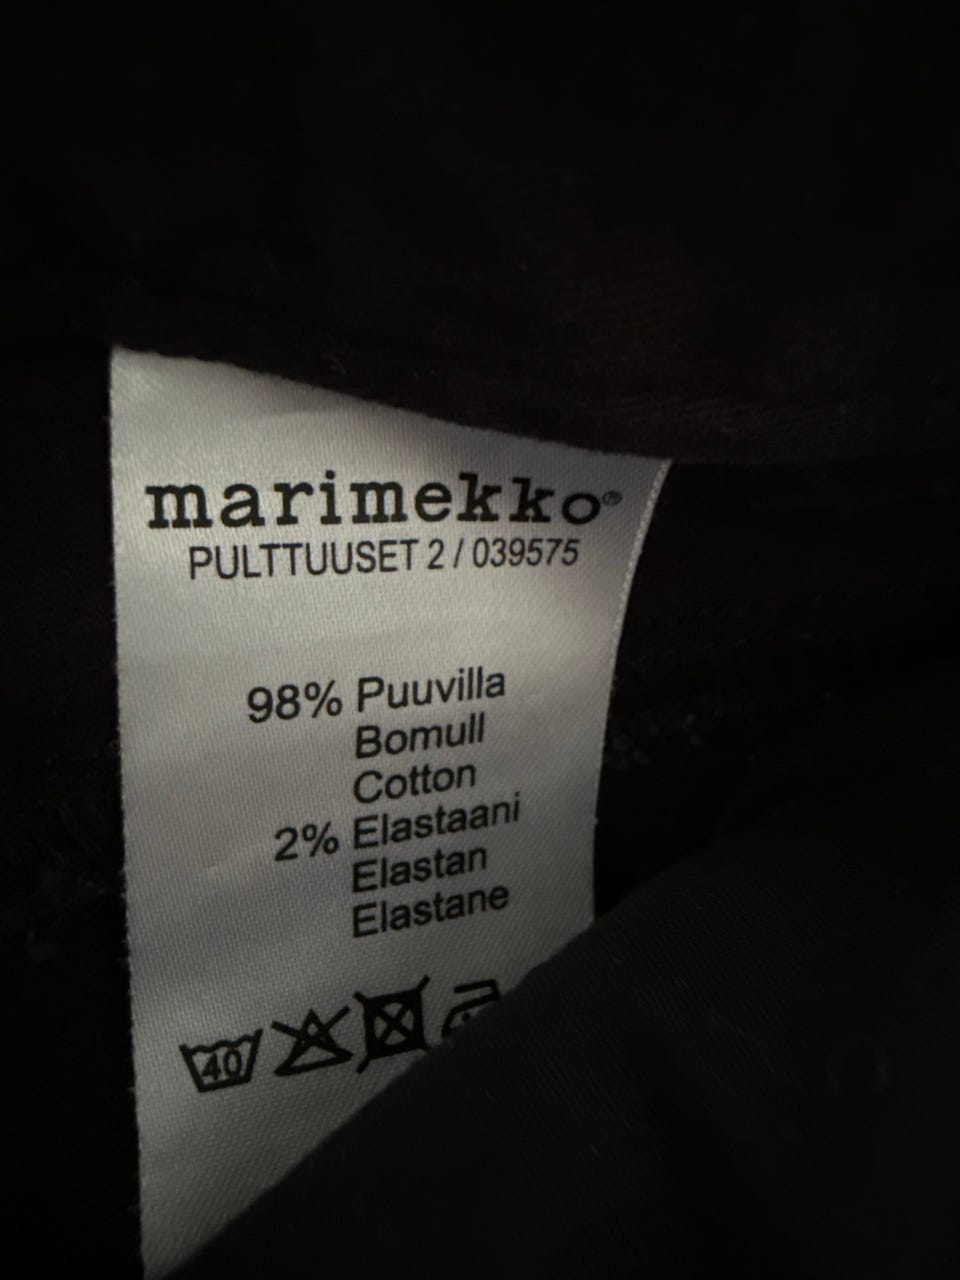 marimekko®
PULTTUUSET 2 / 039575
98% Puuvilla
Bomull
Cotton
2% Elastaani
Elastan
Elastane
40